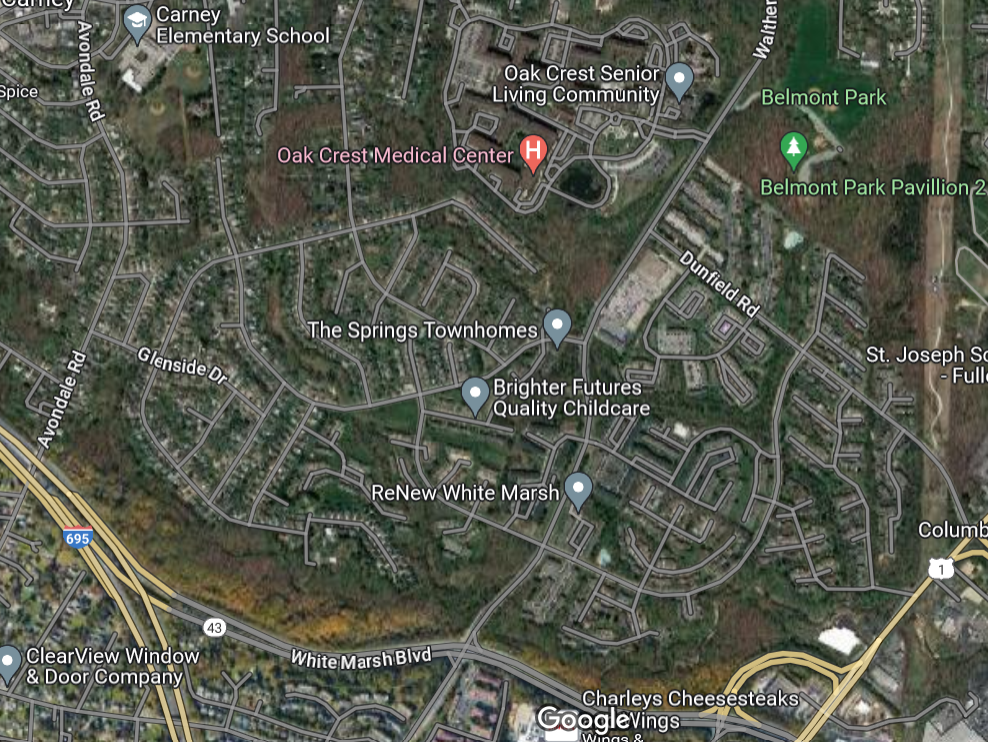 Carney
Carney
Elementary School
Avondale Rd
Walther
Spice
Oak Crest Senior
Living Community
Belmont Park
Oak Crest Medical Center
H
Belmont Park Pavillion 2
Dunfield Rd
The Springs Townhomes
Glenside Dr
St. Joseph Sc
- Fulle
Avondale Rd
Brighter Futures
Quality Childcare
ReNew White Marsh
695
Columb
1
43
White Marsh Blvd
ClearView Window
& Door Company
Charleys Cheesesteaks
Google
Wings
Wings &